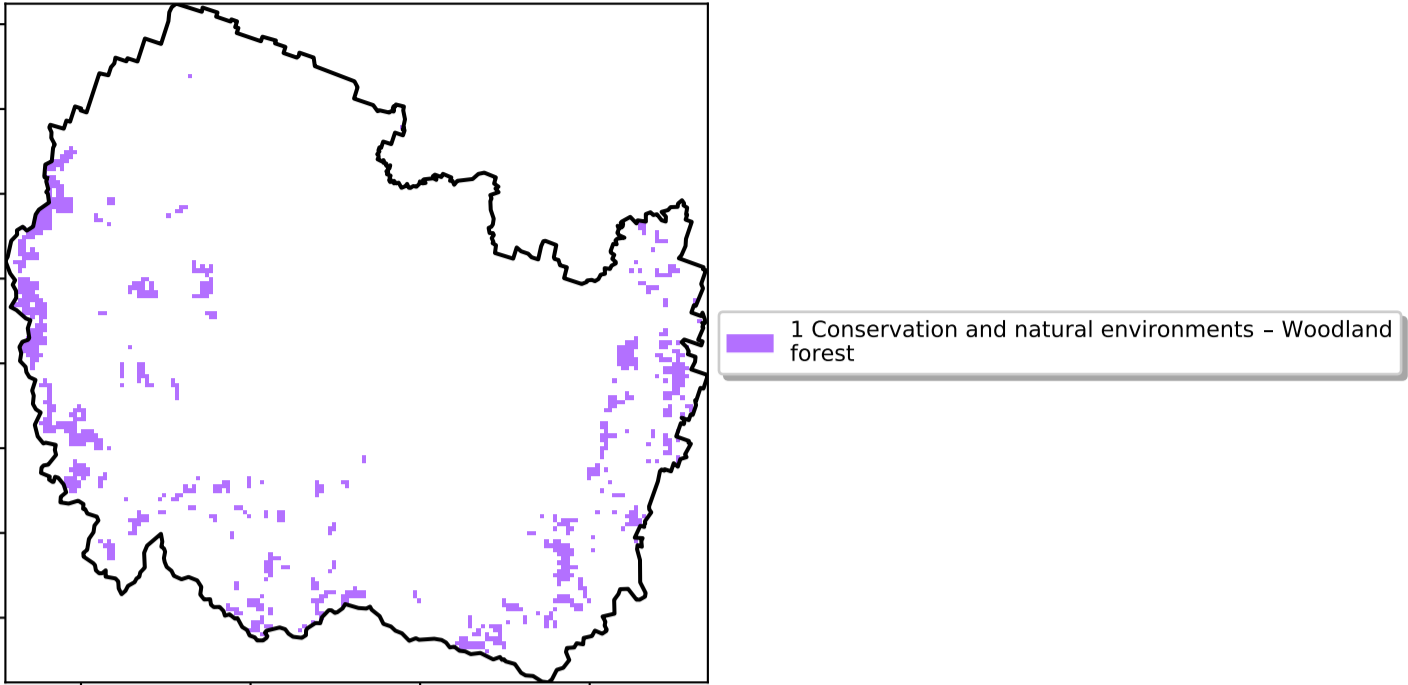 1 Conservation and natural environments – Woodland
forest